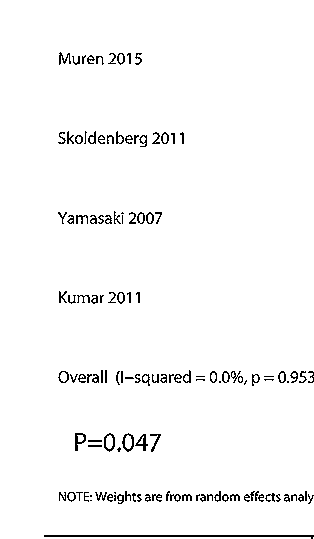 Muren 2015
Skoldenberg 2011
Yamasaki 2007
Kumar 2011
Overall (I−squared = 0.0%, p = 0.953
P=0.047
NOTE: Weights are from random effects analy